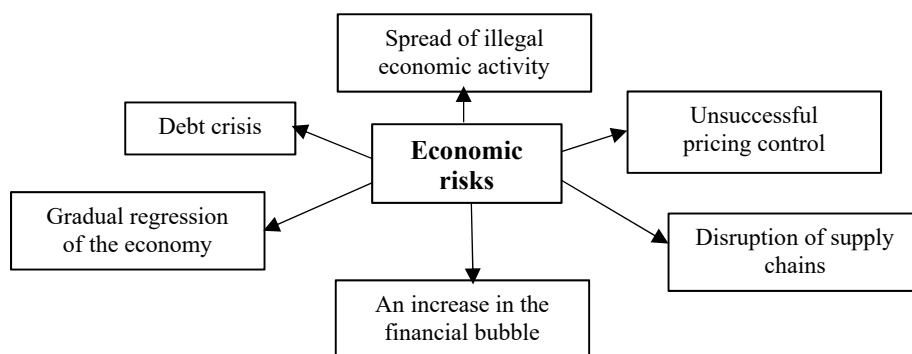 Spread of illegal
economic activity
Debt crisis
Unsuccessful
pricing control
Economic
risks
Gradual regression
of the economy
Disruption of supply
chains
An increase in the
financial bubble